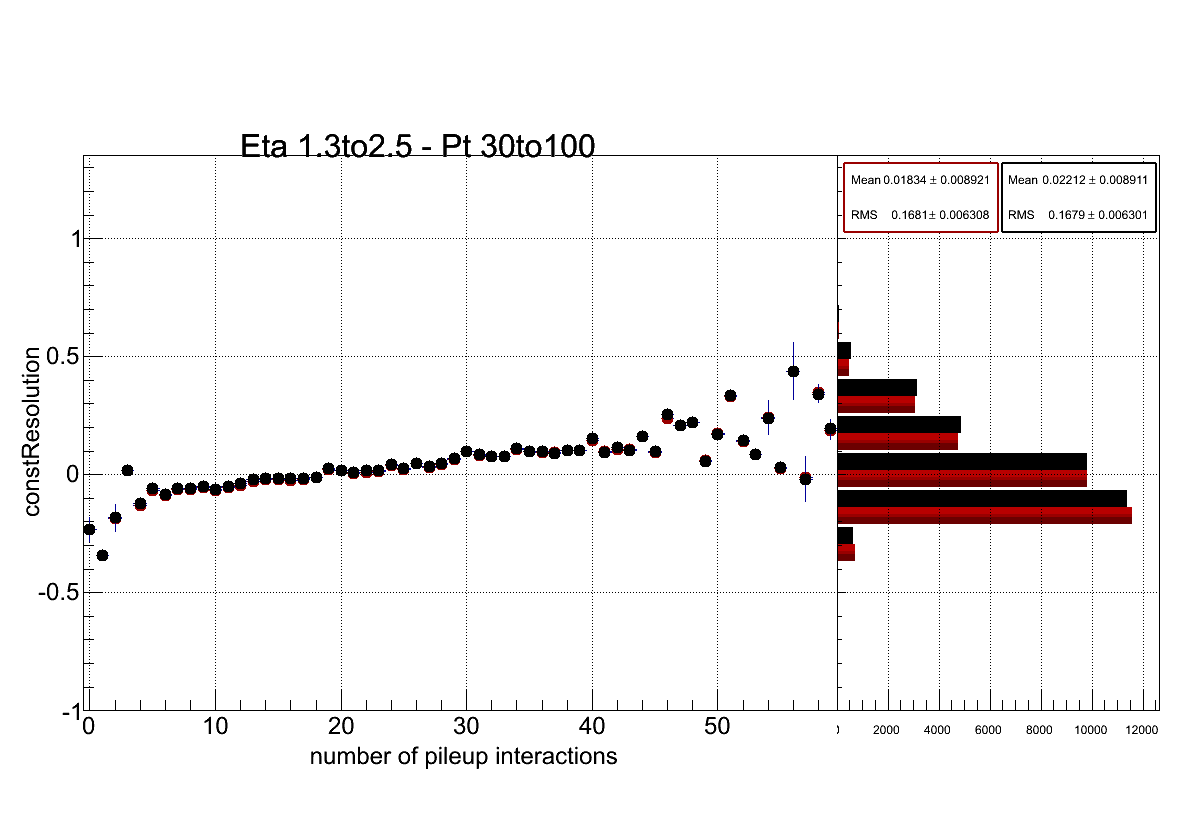 Eta 1.3to2.5 - Pt 30to100
Mean 0.01834 ± 0.008921
RMS 0.1681± 0.006308
Mean 0.02212 ± 0.008911
RMS 0.1679 ± 0.006301
constResolution
1
0.5
0
-0.5
-1
0 10 20 30 40 50
number of pileup interactions
2000 4000 6000 8000 10000 12000